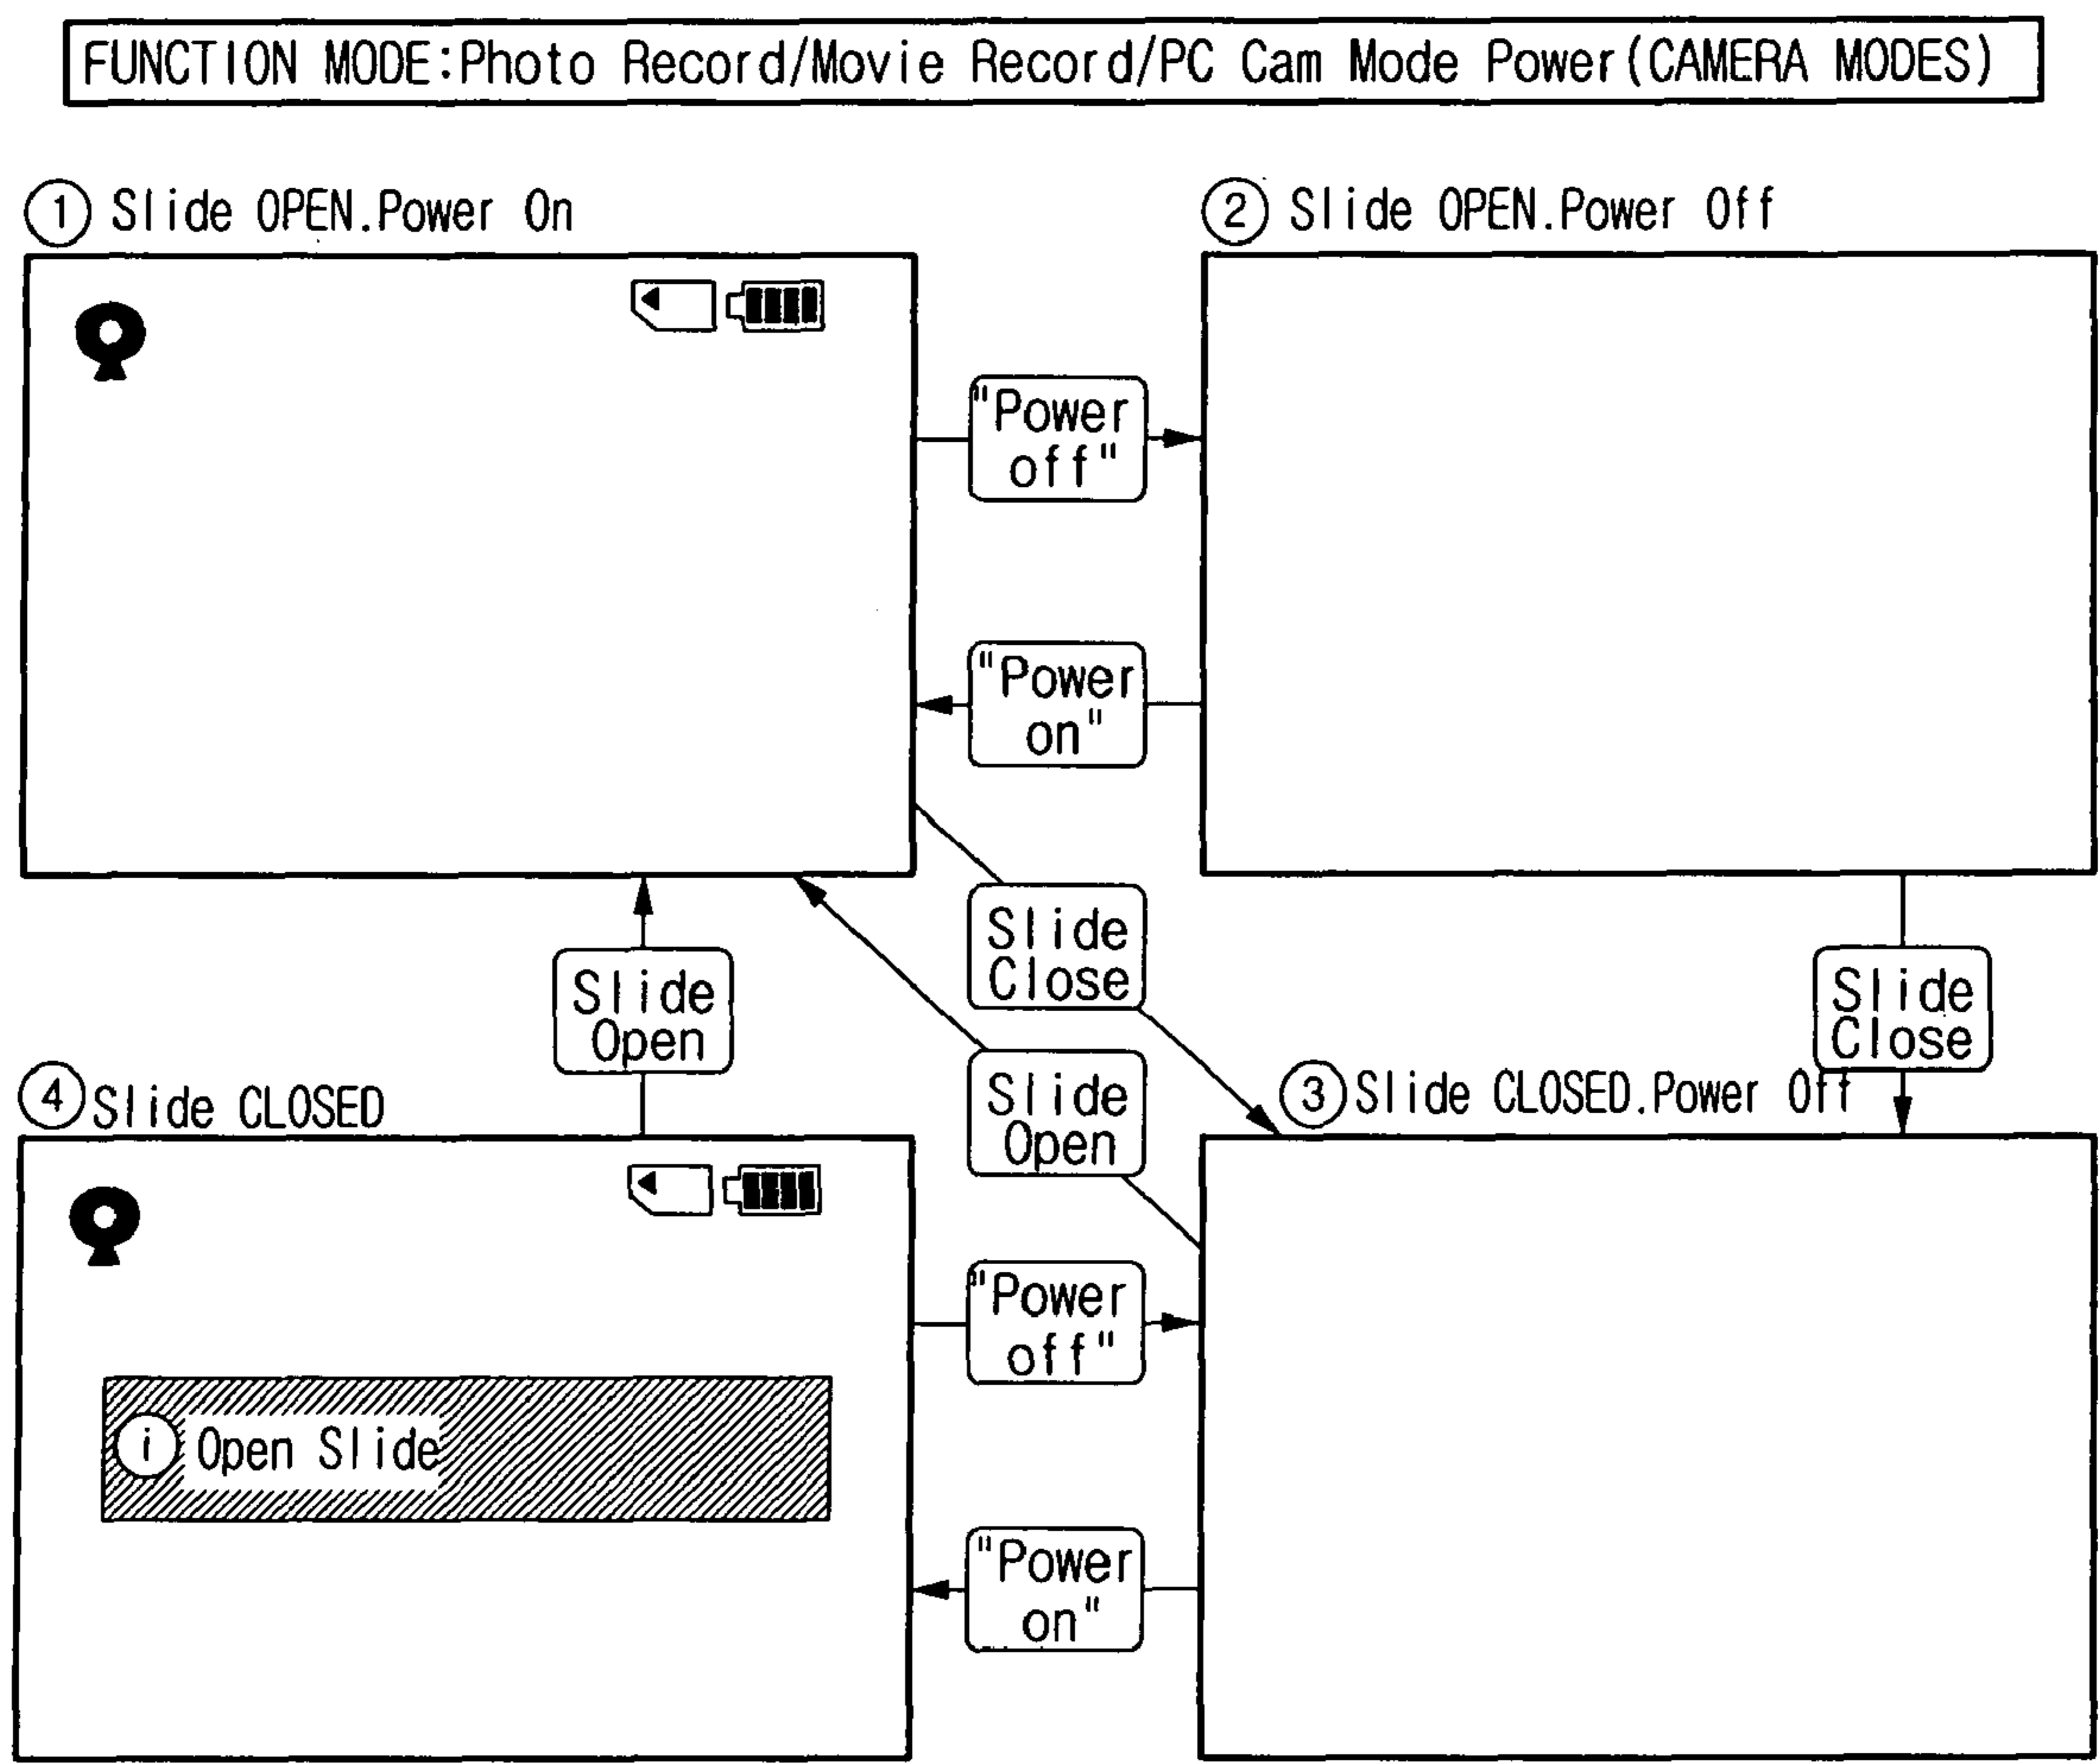 FUNCTION MODE:Photo Record/Movie Record/PC Cam Mode Power(CAMERA MODES)
1 Slide OPEN.Power On
2 Slide OPEN.Power Off
"Power
off"
"Power
on"
Slide
Close
Slide
Open
Slide
Close
Slide
Open
4 Slide CLOSED
3 Slide CLOSED.Power Off
"Power
off"
i Open Slide
"Power
on"